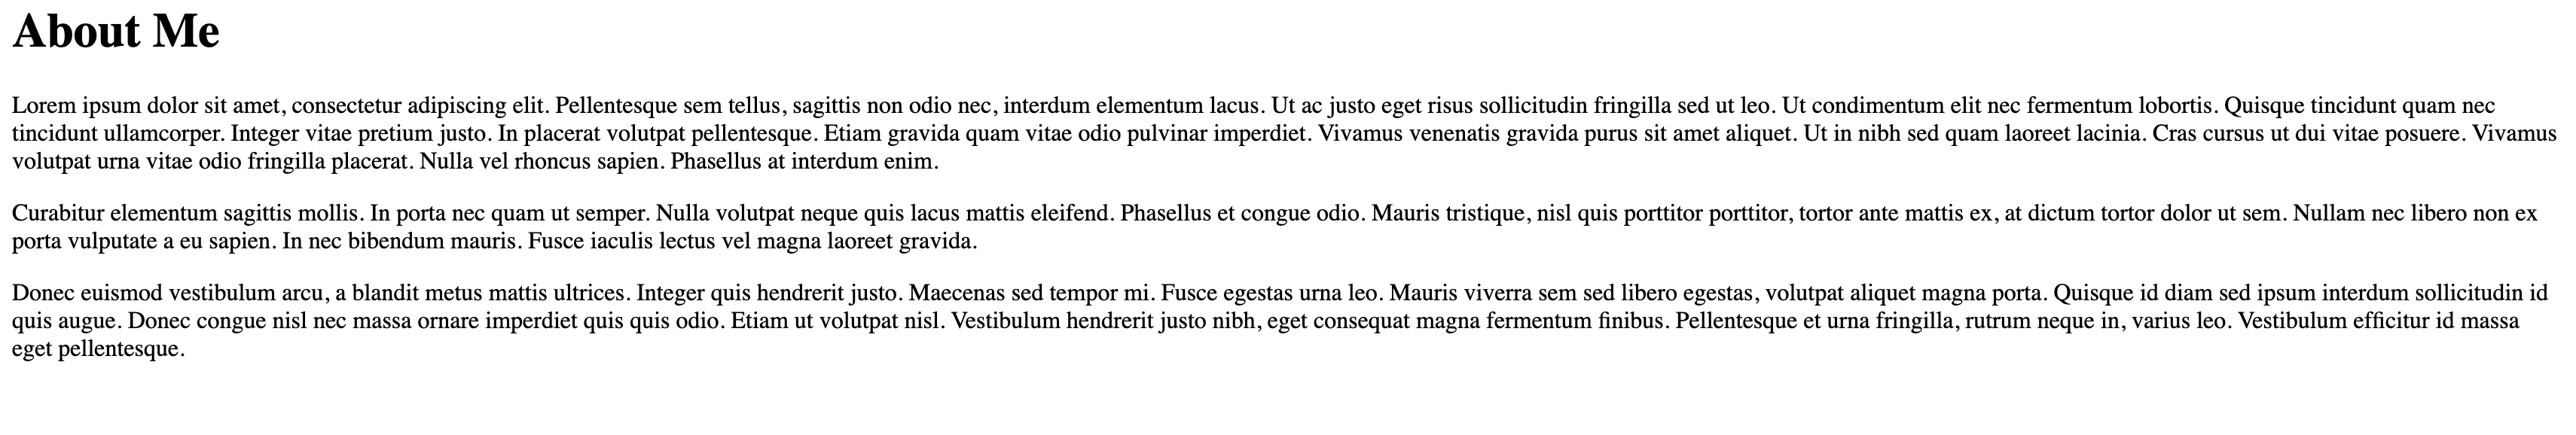 About Me
Lorem ipsum dolor sit amet, consectetur adipiscing elit. Pellentesque sem tellus, sagittis non odio nec, interdum elementum lacus. Ut ac justo eget risus sollicitudin fringilla sed ut leo. Ut condimentum elit nec fermentum lobortis. Quisque tincidunt quam nec
tincidunt ullamcorper. Integer vitae pretium justo. In placerat volutpat pellentesque. Etiam gravida quam vitae odio pulvinar imperdiet. Vivamus venenatis gravida purus sit amet aliquet. Ut in nibh sed quam laoreet lacinia. Cras cursus ut dui vitae posuere. Vivamus
volutpat urna vitae odio fringilla placerat. Nulla vel rhoncus sapien. Phasellus at interdum enim.
Curabitur elementum sagittis mollis. In porta nec quam ut semper. Nulla volutpat neque quis lacus mattis eleifend. Phasellus et congue odio. Mauris tristique, nisl quis porttitor porttitor, tortor ante mattis ex, at dictum tortor dolor ut sem. Nullam nec libero non ex
porta vulputate a eu sapien. In nec bibendum mauris. Fusce iaculis lectus vel magna laoreet gravida.
Donec euismod vestibulum arcu, a blandit metus mattis ultrices. Integer quis hendrerit justo. Maecenas sed tempor mi. Fusce egestas urna leo. Mauris viverra sem sed libero egestas, volutpat aliquet magna porta. Quisque id diam sed ipsum interdum sollicitudin id
quis augue. Donec congue nisl nec massa ornare imperdiet quis quis odio. Etiam ut volutpat nisl. Vestibulum hendrerit justo nibh, eget consequat magna fermentum finibus. Pellentesque et urna fringilla, rutrum neque in, varius leo. Vestibulum efficitur id massa
eget pellentesque.